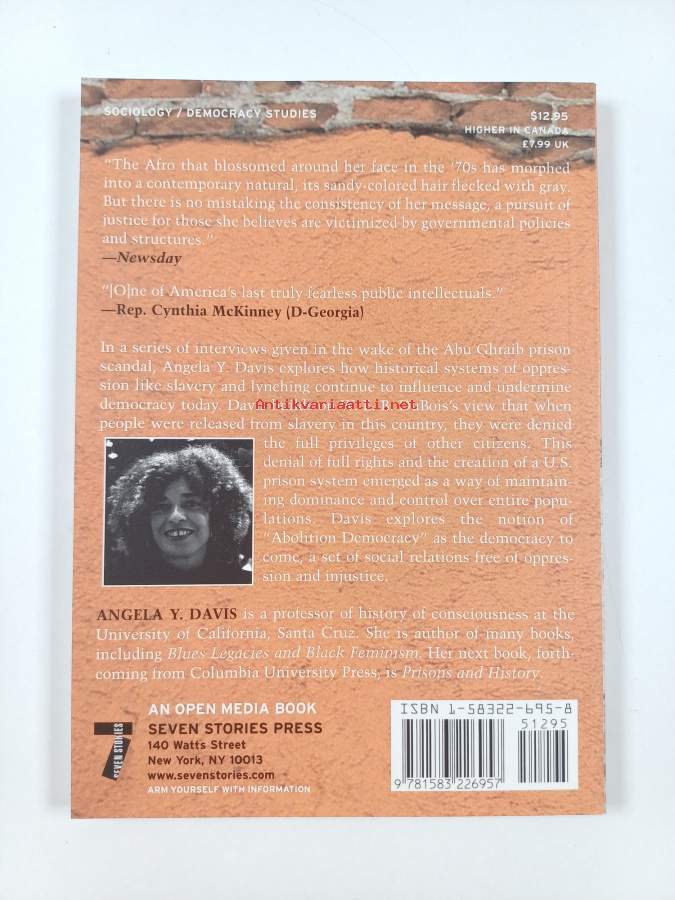 SOCIOLOGY / DEMOCRACY STUDIES
$12.95
HIGHER IN CANADA
£7.99 UK
“The Afro that blossomed around her face in the ’70s has morphed
into a contemporary natural, its sandy-colored hair flecked with gray.
But there is no mistaking the consistency of her message, a pursuit of
justice for those she believes are victimized by governmental policies
and structures.”
—Newsday
“[O]ne of America’s last truly fearless public intellectuals.”
—Rep. Cynthia McKinney (D-Georgia)
In a series of interviews given in the wake of the Abu Ghraib prison
scandal, Angela Y. Davis explores how historical systems of oppres-
sion like slavery and lynching continue to influence and undermine
democracy today. Davis DuBois’s view that when
Antikvariaatti.net
people were released from slavery in this country, they were denied
the full privileges of other citizens. This
denial of full rights and the creation of a U.S.
prison system emerged as a way of maintain-
ing dominance and control over entire popu-
lations. Davis explores the notion of
“Abolition Democracy” as the democracy to
come, a set of social relations free of oppres-
sion and injustice.
ANGELA Y. DAVIS is a professor of history of consciousness at the
University of California, Santa Cruz. She is author of many books,
including Blues Legacies and Black Feminism. Her next book, forth-
coming from Columbia University Press, is Prisons and History.
7 SEVEN STORIES
AN OPEN MEDIA BOOK
SEVEN STORIES PRESS
140 Watts Street
New York, NY 10013
www.sevenstories.com
ARM YOURSELF WITH INFORMATION
ISBN 1-58322-695-8
51295
9 781583 226957